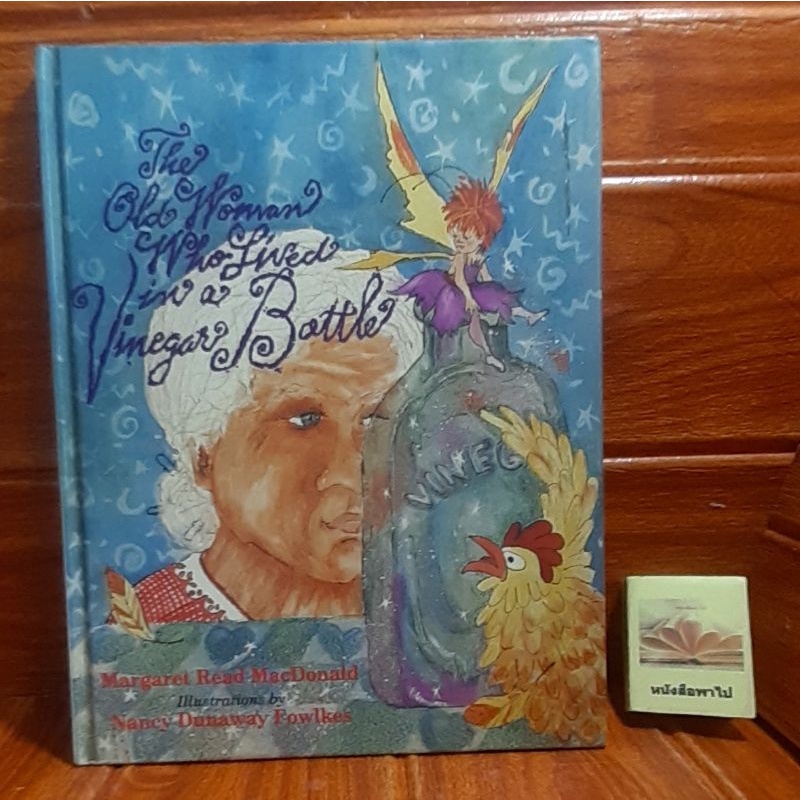 The
Old Woman
Who Lived
in a
Vinegar Bottle
VINEG
Margaret Read MacDonald
Illustrations by
Nancy Dunaway Fowlkes
หนังสือพาไป